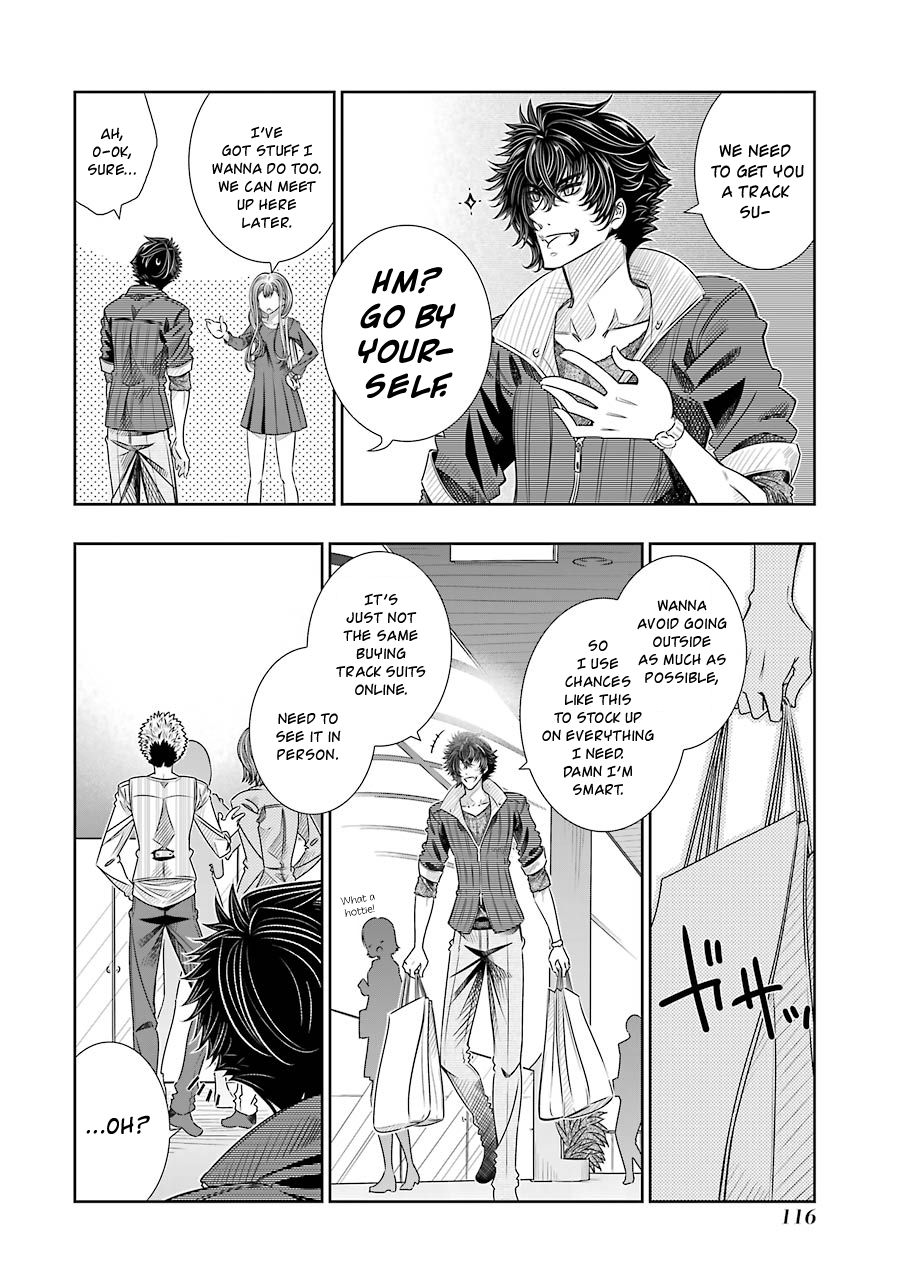 WE NEED
TO GET YOU
A TRACK
SU-
HM?
GO BY
YOUR-
SELF.
I'VE
GOT STUFF I
WANNA DO TOO.
WE CAN MEET
UP HERE
LATER.
AH,
O-OK,
SURE...
WANNA
AVOID GOING
OUTSIDE
AS MUCH AS
POSSIBLE,
SO
I USE
CHANCES
LIKE THIS
TO STOCK UP
ON EVERYTHING
I NEED.
DAMN I'M
SMART.
ガサッ
IT'S
JUST NOT
THE SAME
BUYING
TRACK SUITS
ONLINE.
NEED TO
SEE IT IN
PERSON.
What a
hottie!
...OH?
116